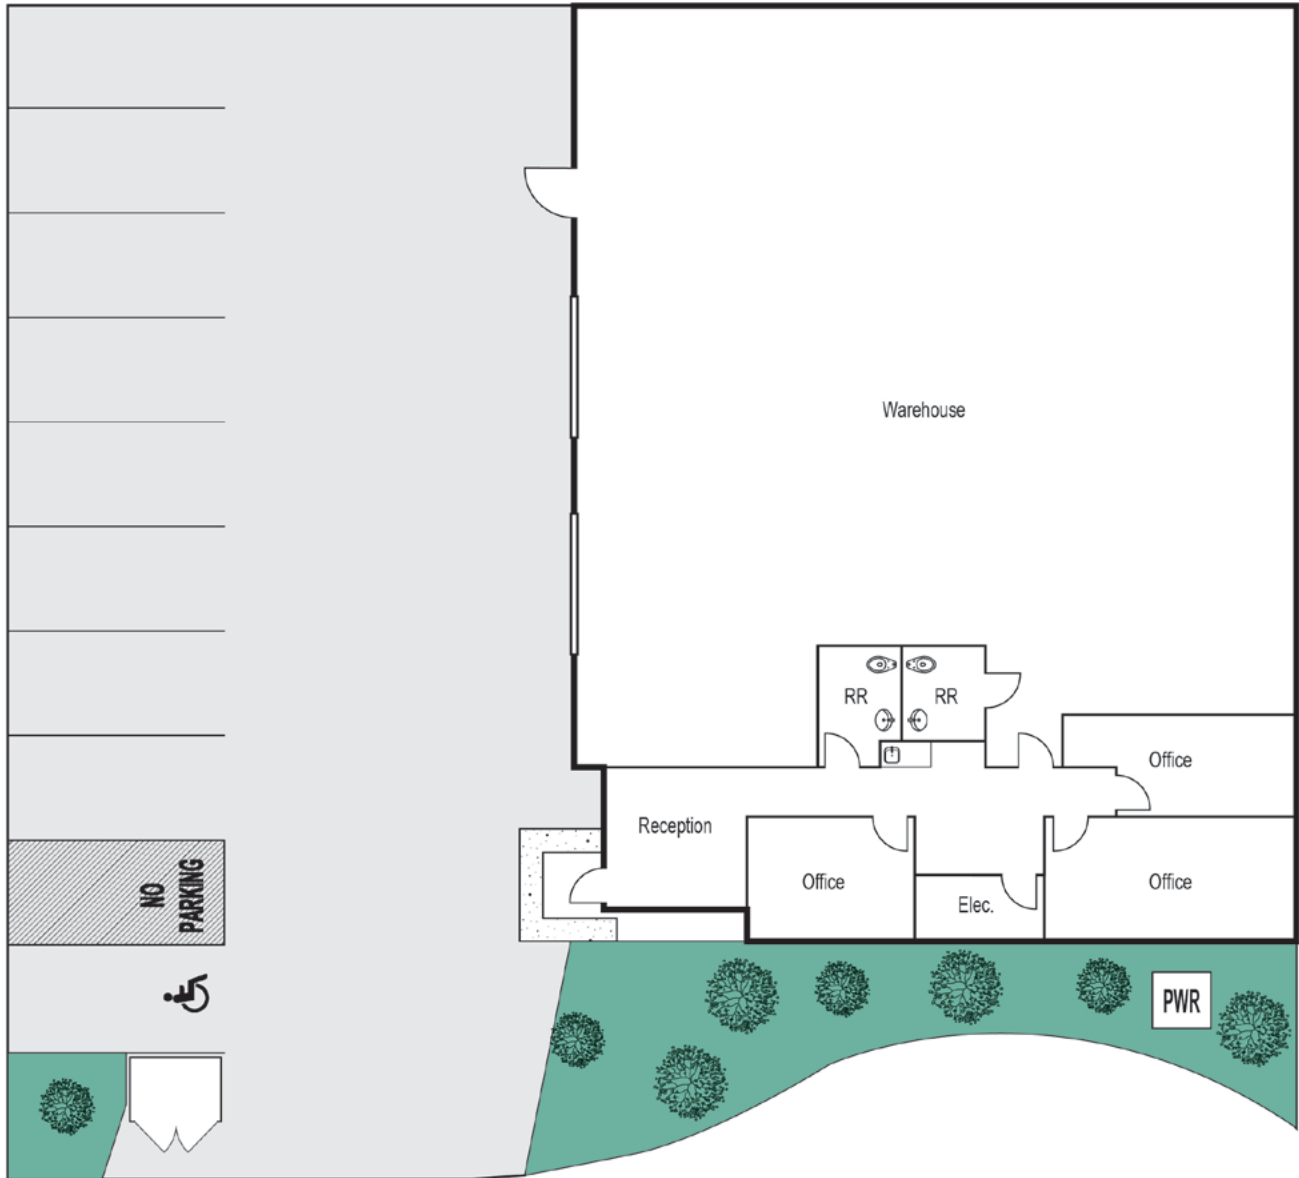 Warehouse
RR
RR
Office
Reception
Office
Elec.
Office
NO
PARKING
PWR